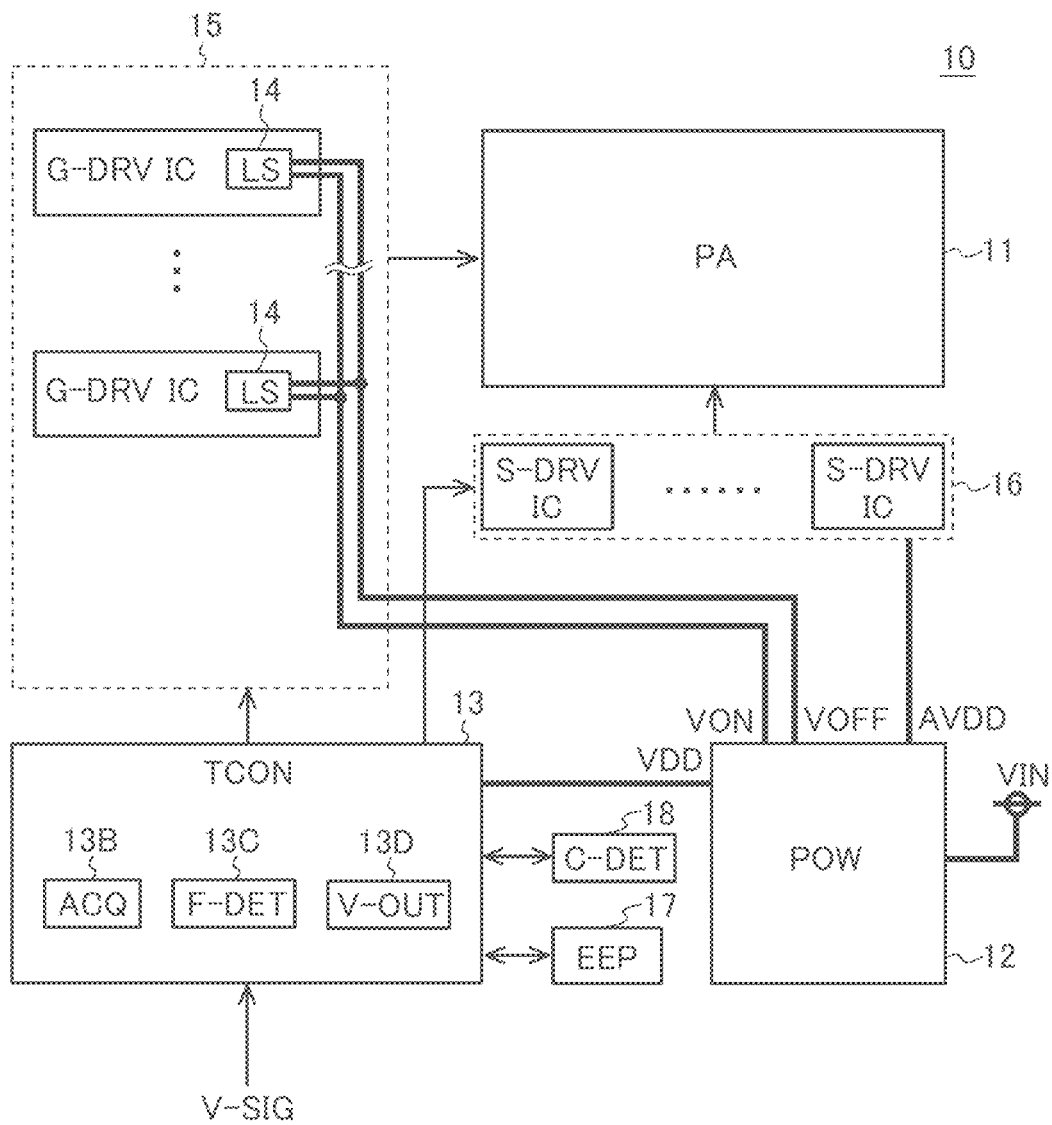 15
10
14
G-DRV IC
LS
PA
11
14
G-DRV IC
LS
S-DRV
IC
S-DRV
IC
16
VON
VOFF
AVDD
13
VDD
TCON
VIN
18
C-DET
POW
13B
13C
13D
ACQ
F-DET
V-OUT
17
EEP
12
V-SIG